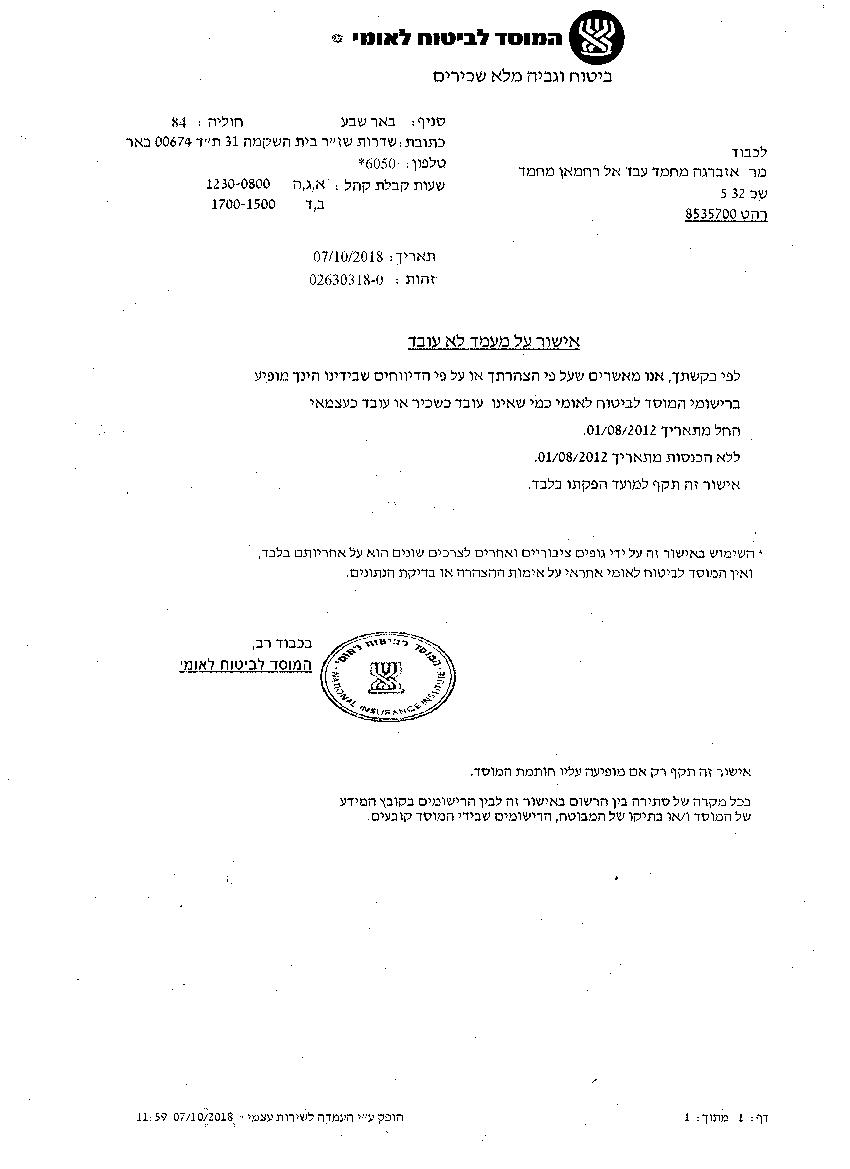 המוסד לביטוח לאומי
ביטוח וגביה מלא שכירים
סניף: באר שבע חוליה: 84
כתובת: שדרות שז״ר בית השקמה 31 ת״ד 00674 באר
טלפון: 6050*
שעות קבלת קהל: א,ג,ה 1230-0800
ב,ד 1700-1500
לכבוד
מר אזברגה מחמד עבד אל רחמאן מחמד
שכ 32 5
רהט 8535700
תאריך: 07/10/2018
זהות: 02630318-0
אישור על מעמד לא עובד
לפי בקשתך, אנו מאשרים שעל פי הצהרתך או על פי הדיווחים שבידינו הינך מופיע
ברישומי המוסד לביטוח לאומי כמי שאינו עובד כשכיר או עובד כעצמאי
החל מתאריך 01/08/2012.
ללא הכנסות מתאריך 01/08/2012.
אישור זה תקף למועד הפקתו בלבד.
* השימוש באישור זה על ידי גופים ציבוריים ואחרים לצרכים שונים הוא על אחריותם בלבד,
ואין המוסד לביטוח לאומי אחראי על אימות ההצהרה או בדיקת הנתונים.
בכבוד רב,
המוסד לביטוח לאומי
המוסד לביטוח לאומי
NATIONAL INSURANCE INSTITUTE
אישור זה תקף רק אם מופיעה עליו חותמת המוסד.
בכל מקרה של סתירה בין הרשום באישור זה לבין הרישומים בקובץ המידע
של המוסד ו/או בתיקו של המבוטח, הרישומים שבידי המוסד קובעים.
דף: 1 מתוך: 1
הופק ע״י העמדה לשירות עצמי - 07/10/2018 11:59